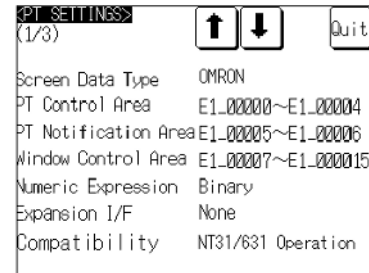 <PT SETTINGS>
(1/3)
Quit
Screen Data Type OMRON
PT Control Area E1_00000~E1_00004
PT Notification Area E1_00005~E1_00006
Window Control Area E1_00007~E1_000015
Numeric Expression Binary
Expansion I/F None
Compatibility NT31/631 Operation